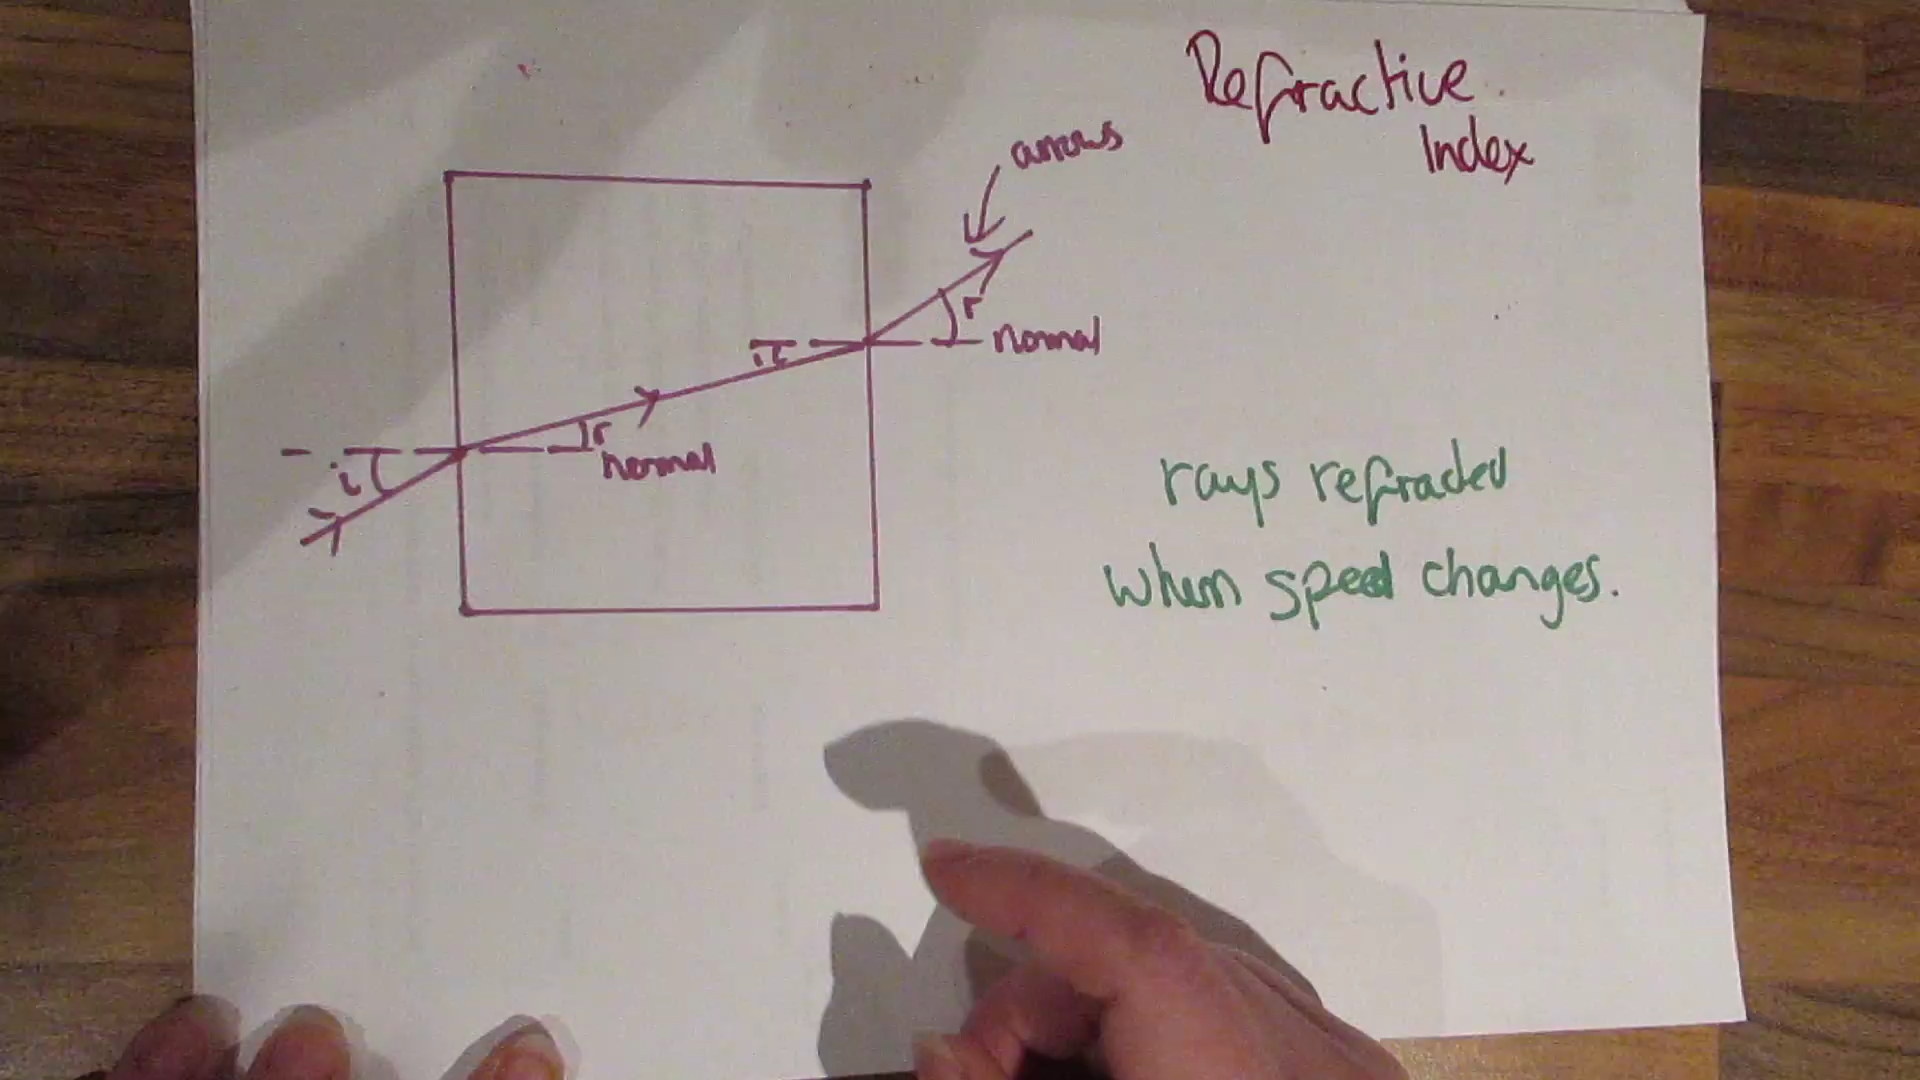 Refractive
Index
arrows
r
normal
i
r
normal
i
rays refracted
when speed changes.